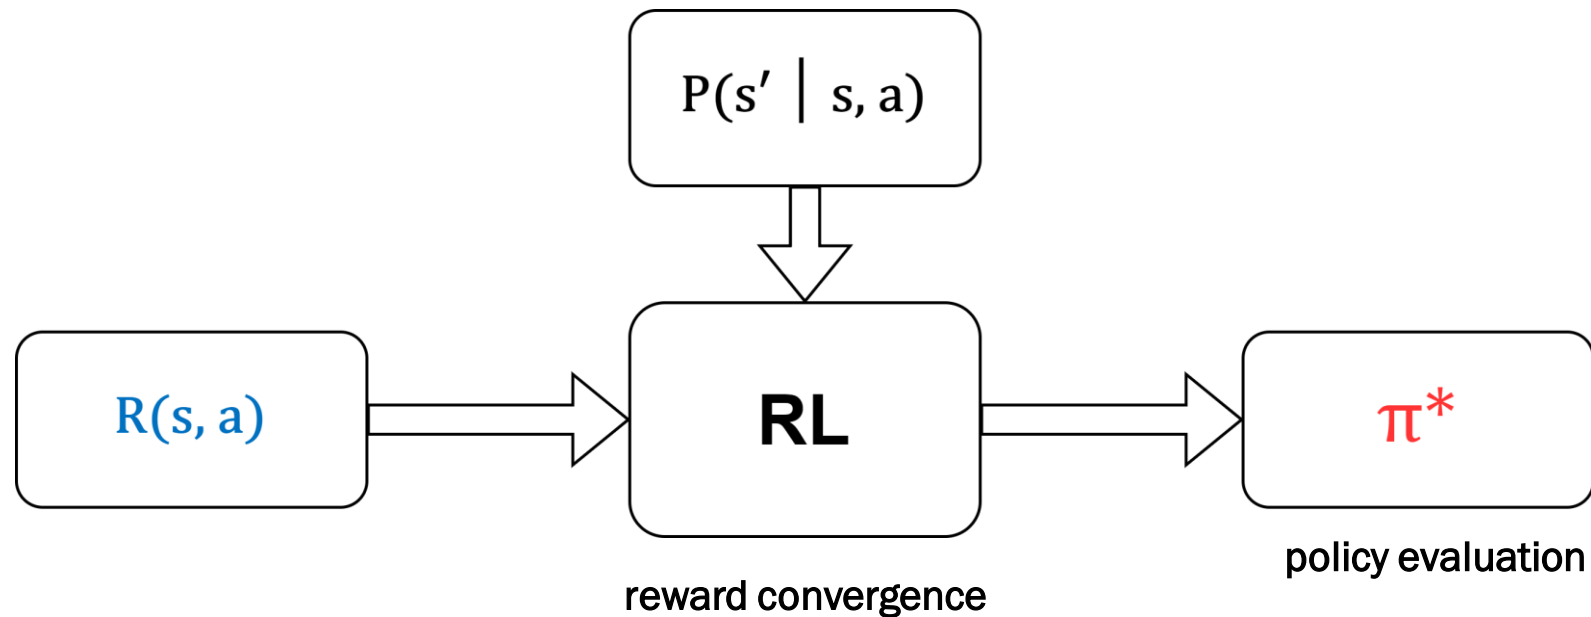 P(s′ | s, a)
R(s, a)
RL
π*
policy evaluation
reward convergence